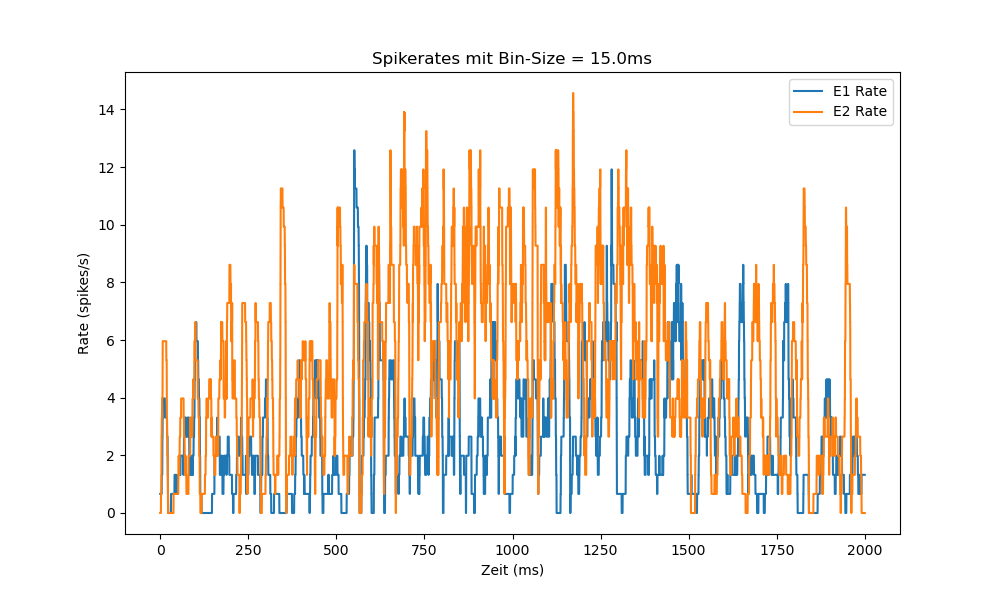 Spikerates mit Bin-Size = 15.0ms
E1 Rate
E2 Rate
14
12
10
8
6
4
2
0
Rate (spikes/s)
0 250 500 750 1000 1250 1500 1750 2000
Zeit (ms)